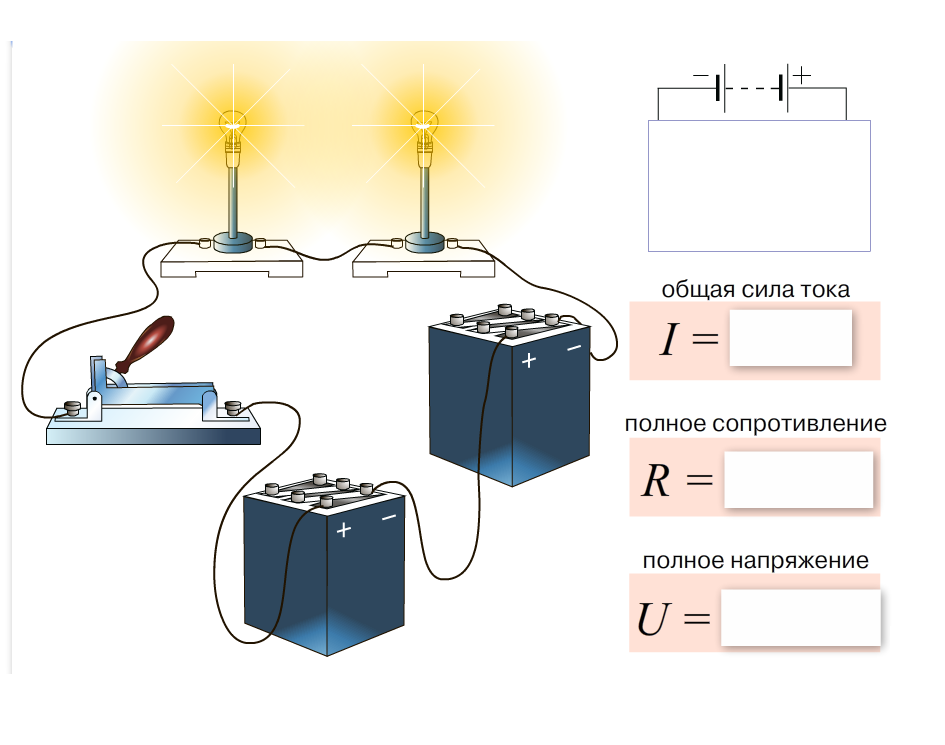 − +
общая сила тока
I =
+ −
полное сопротивление
R =
+ −
полное напряжение
U =